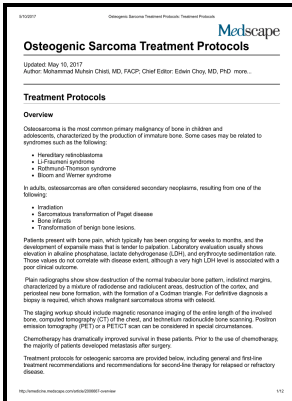 5/10/2017
Osteogenic Sarcoma Treatment Protocols: Treatment Protocols
Medscape
Osteogenic Sarcoma Treatment Protocols
Updated: May 10, 2017
Author: Mohammad Muhsin Chisti, MD, FACP; Chief Editor: Edwin Choy, MD, PhD  more...
Treatment Protocols
Overview
Osteosarcoma is the most common primary malignancy of bone in children and
adolescents, characterized by the production of immature bone. Some cases may be related to
syndromes such as the following:
• Hereditary retinoblastoma
• Li-Fraumeni syndrome
• Rothmund-Thomson syndrome
• Bloom and Werner syndrome
In adults, osteosarcomas are often considered secondary neoplasms, resulting from one of the
following:
• Irradiation
• Sarcomatous transformation of Paget disease
• Bone infarcts
• Transformation of benign bone lesions.
Patients present with bone pain, which typically has been ongoing for weeks to months, and the
development of expansile mass that is tender to palpation. Laboratory evaluation usually shows
elevation in alkaline phosphatase, lactate dehydrogenase (LDH), and erythrocyte sedimentation rate.
Those values do not correlate with disease extent, although a very high LDH level is associated with a
poor clinical outcome.
Plain radiographs show show destruction of the normal trabecular bone pattern, indistinct margins,
characterized by a mixture of radiodense and radiolucent areas, destruction of the cortex, and
periosteal new bone formation, with the formation of a Codman triangle. For definitive diagnosis a
biopsy is required, which shows malignant sarcomatous stroma with osteoid.
The staging workup should include magnetic resonance imaging of the entire length of the involved
bone, computed tomography (CT) of the chest, and technetium radionuclide bone scanning. Positron
emission tomography (PET) or a PET/CT scan can be considered in special circumstances.
Chemotherapy has dramatically improved survival in these patients. Prior to the use of chemotherapy,
the majority of patients developed metastasis after surgery.
Treatment protocols for osteogenic sarcoma are provided below, including general and first-line
treatment recommendations and recommendations for second-line therapy for relapsed or refractory
disease.
http://emedicine.medscape.com/article/2006667-overview
1/12